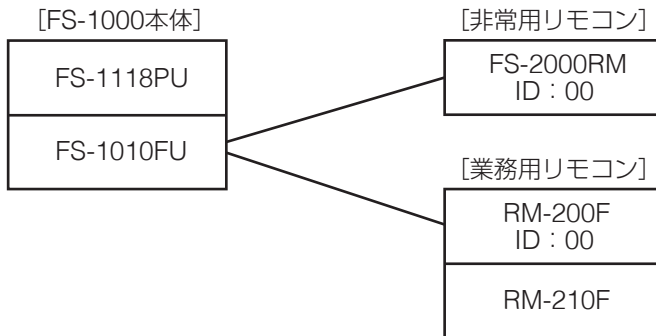 [FS-1000本体]
FS-1118PU
FS-1010FU
[非常用リモコン]
FS-2000RM
ID：00
[業務用リモコン]
RM-200F
ID：00
RM-210F